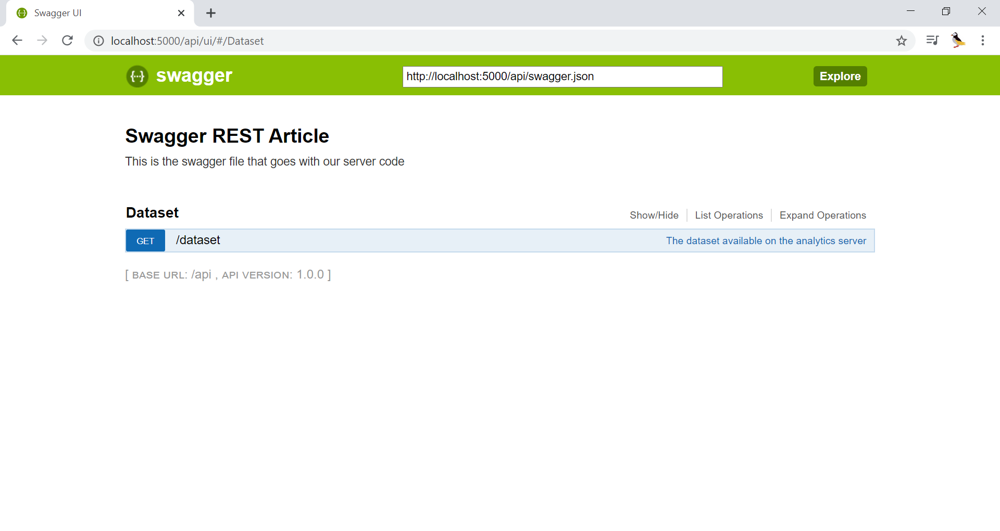 Swagger UI
localhost:5000/api/ui/#/Dataset
{···} swagger
http://localhost:5000/api/swagger.json
Explore
Swagger REST Article
This is the swagger file that goes with our server code
Dataset
Show/Hide
List Operations
Expand Operations
GET /dataset
The dataset available on the analytics server
[ BASE URL: /api , API VERSION: 1.0.0 ]